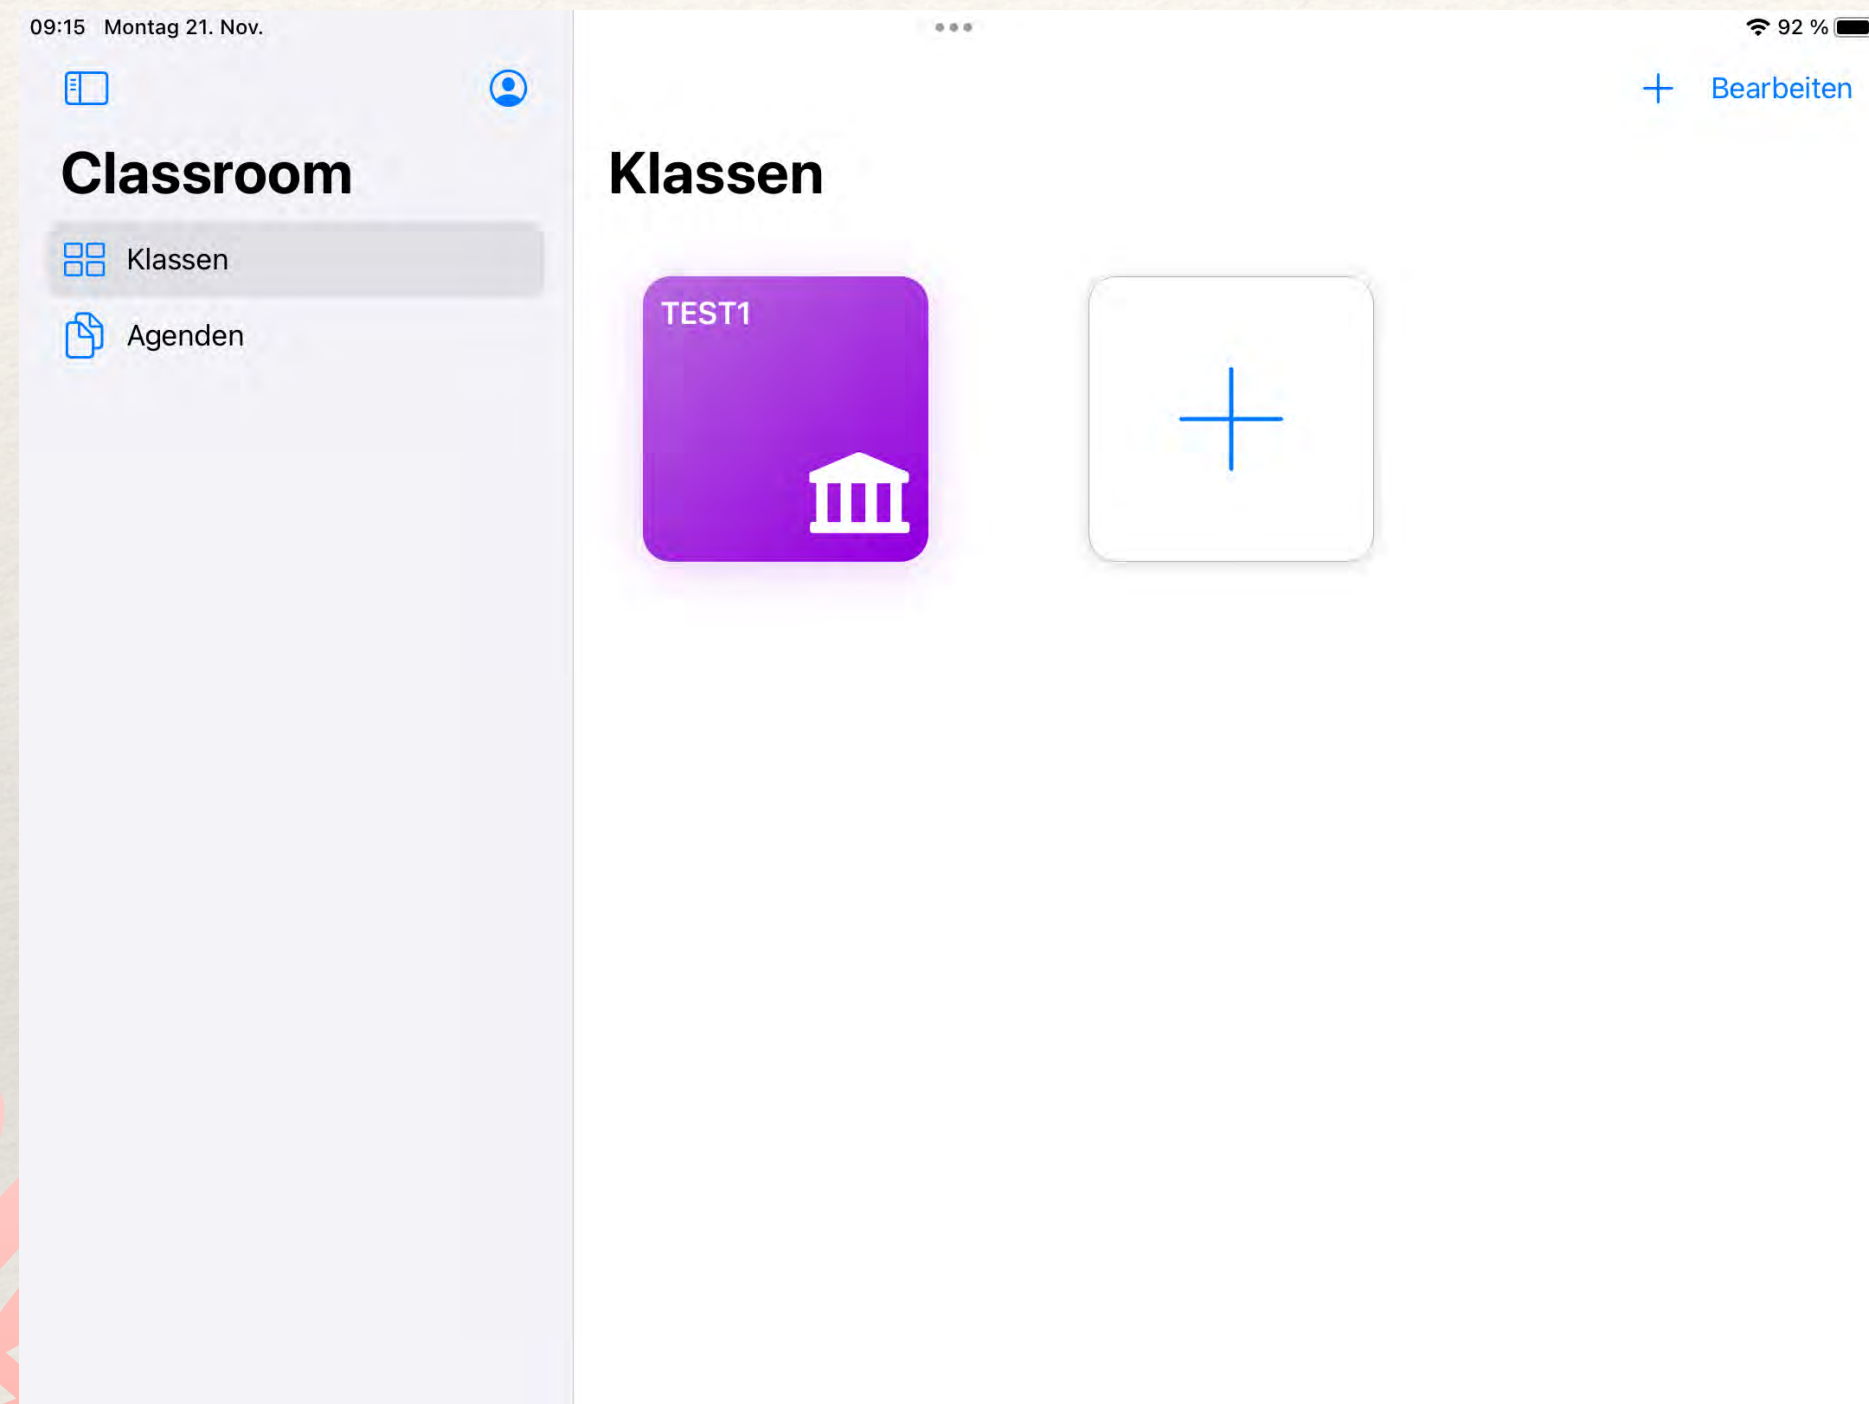 09:15 Montag 21. Nov.
92 %
Bearbeiten
Classroom
Klassen
Agenden
Klassen
TEST1